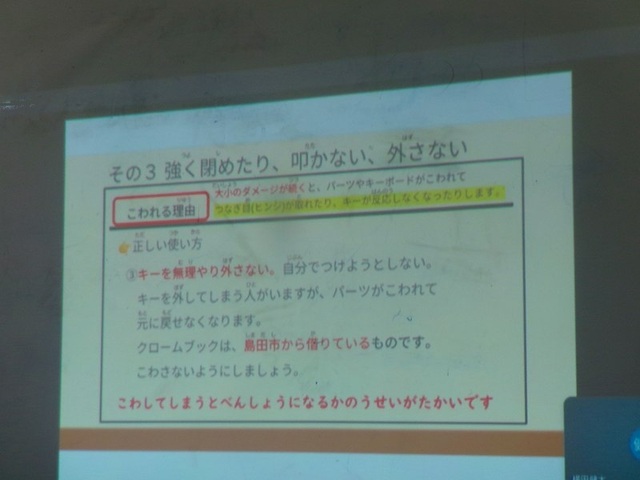 その３ 強く閉めたり、叩かない、外さない
こわれる理由
大小のダメージが続くと、パーツやキーボードがこわれて
つなぎ目(ヒンジ)が取れたり、キーが反応しなくなったりします。
正しい使い方
③キーを無理やり外さない。自分でつけようとしない。
キーを外してしまう人がいますが、パーツがこわれて
元に戻せなくなります。
クロームブックは、島田市から借りているものです。
こわさないようにしましょう。
こわしてしまうとべんしょうになるかのうせいがたかいです